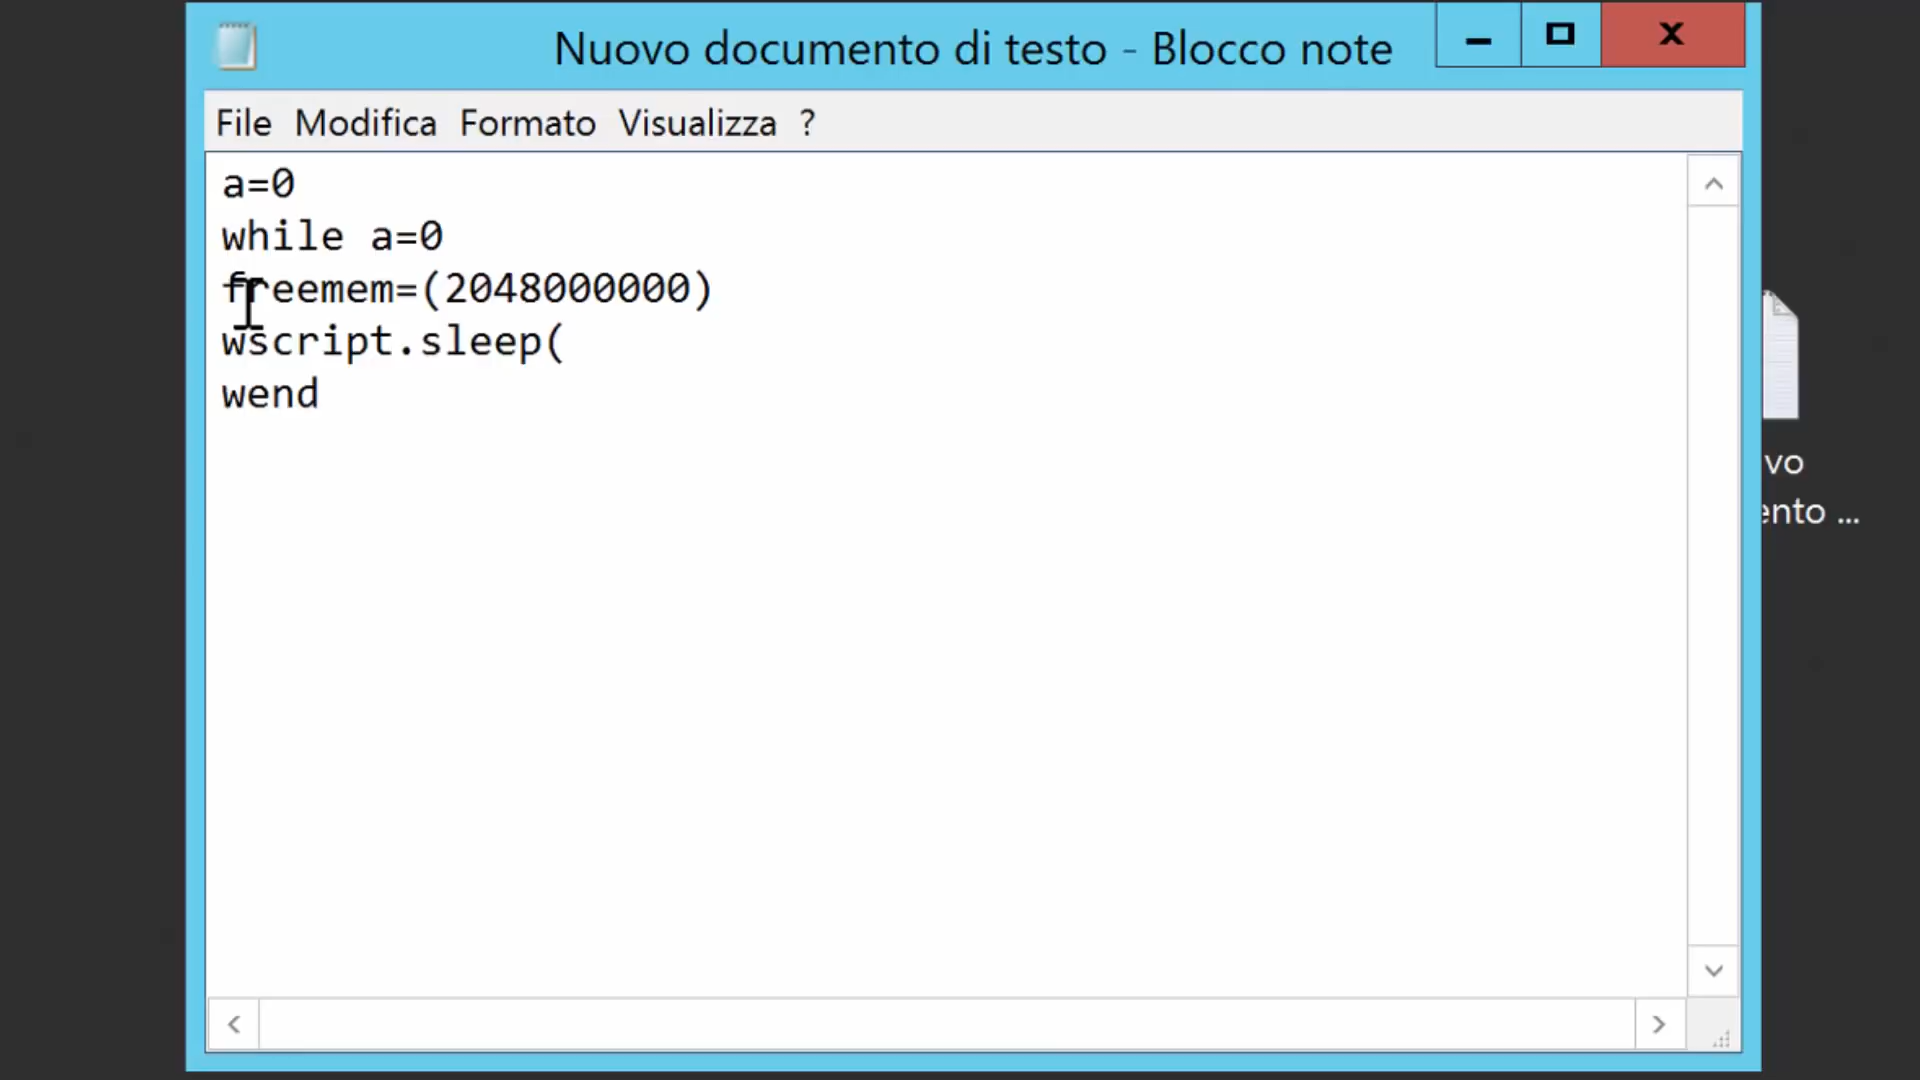 Nuovo documento di testo - Blocco note
File Modifica Formato Visualizza ?
a=0
while a=0
freemem=(2048000000)
wscript.sleep(
wend
vo
ento ...